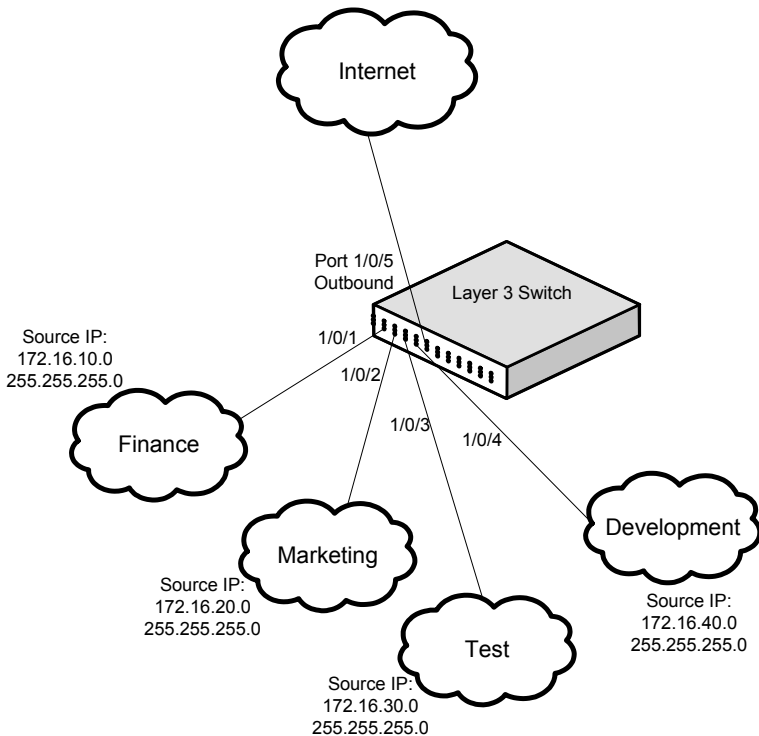 Internet
Port 1/0/5
Outbound
Layer 3 Switch
Source IP:
172.16.10.0
255.255.255.0
1/0/1
1/0/2
1/0/3
1/0/4
Finance
Marketing
Source IP:
172.16.20.0
255.255.255.0
Test
Source IP:
172.16.30.0
255.255.255.0
Development
Source IP:
172.16.40.0
255.255.255.0